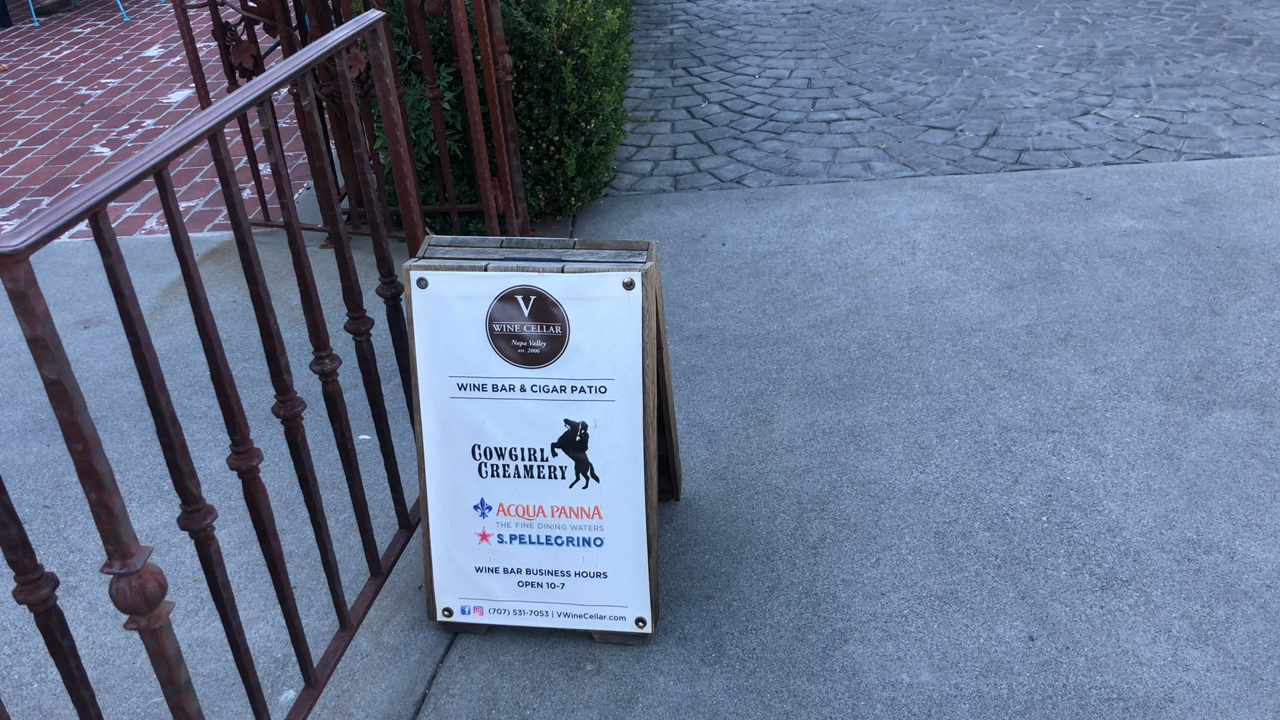 V
WINE CELLAR
Napa Valley
est. 2006
WINE BAR & CIGAR PATIO
COWGIRL
CREAMERY
ACQUA PANNA
THE FINE DINING WATERS
S.PELLEGRINO
WINE BAR BUSINESS HOURS
OPEN 10-7
(707) 531-7053 | VWineCellar.com